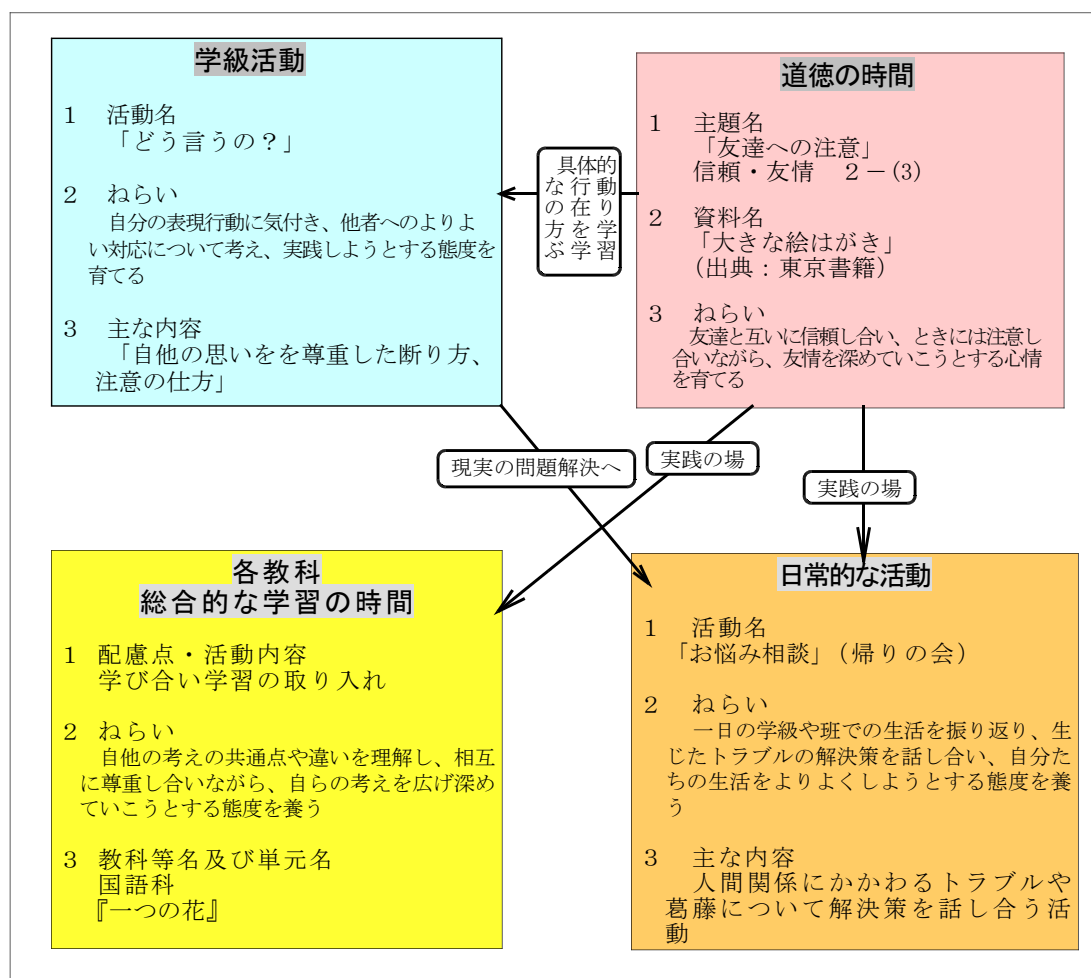 学級活動
1 活動名
「どう言うの？」
2 ねらい
自分の表現行動に気付き、他者へのよりよ
い対応について考え、実践しようとする態度を
育てる
3 主な内容
「自他の思いをを尊重した断り方、
注意の仕方」
具体的
な行動
の在り
方を学
ぶ学習
道徳の時間
1 主題名
「友達への注意」
信頼・友情 2－(3)
2 資料名
「大きな絵はがき」
（出典：東京書籍）
3 ねらい
友達と互いに信頼し合い、ときには注意し
合いながら、友情を深めていこうとする心情
を育てる
現実の問題解決へ
実践の場
実践の場
各教科
総合的な学習の時間
1 配慮点・活動内容
学び合い学習の取り入れ
2 ねらい
自他の考えの共通点や違いを理解し、相互
に尊重し合いながら、自らの考えを広げ深め
ていこうとする態度を養う
3 教科等名及び単元名
国語科
『一つの花』
日常的な活動
1 活動名
「お悩み相談」（帰りの会）
2 ねらい
一日の学級や班での生活を振り返り、生
じたトラブルの解決策を話し合い、自分た
ちの生活をよりよくしようとする態度を養
う
3 主な内容
人間関係にかかわるトラブルや
葛藤について解決策を話し合う活
動